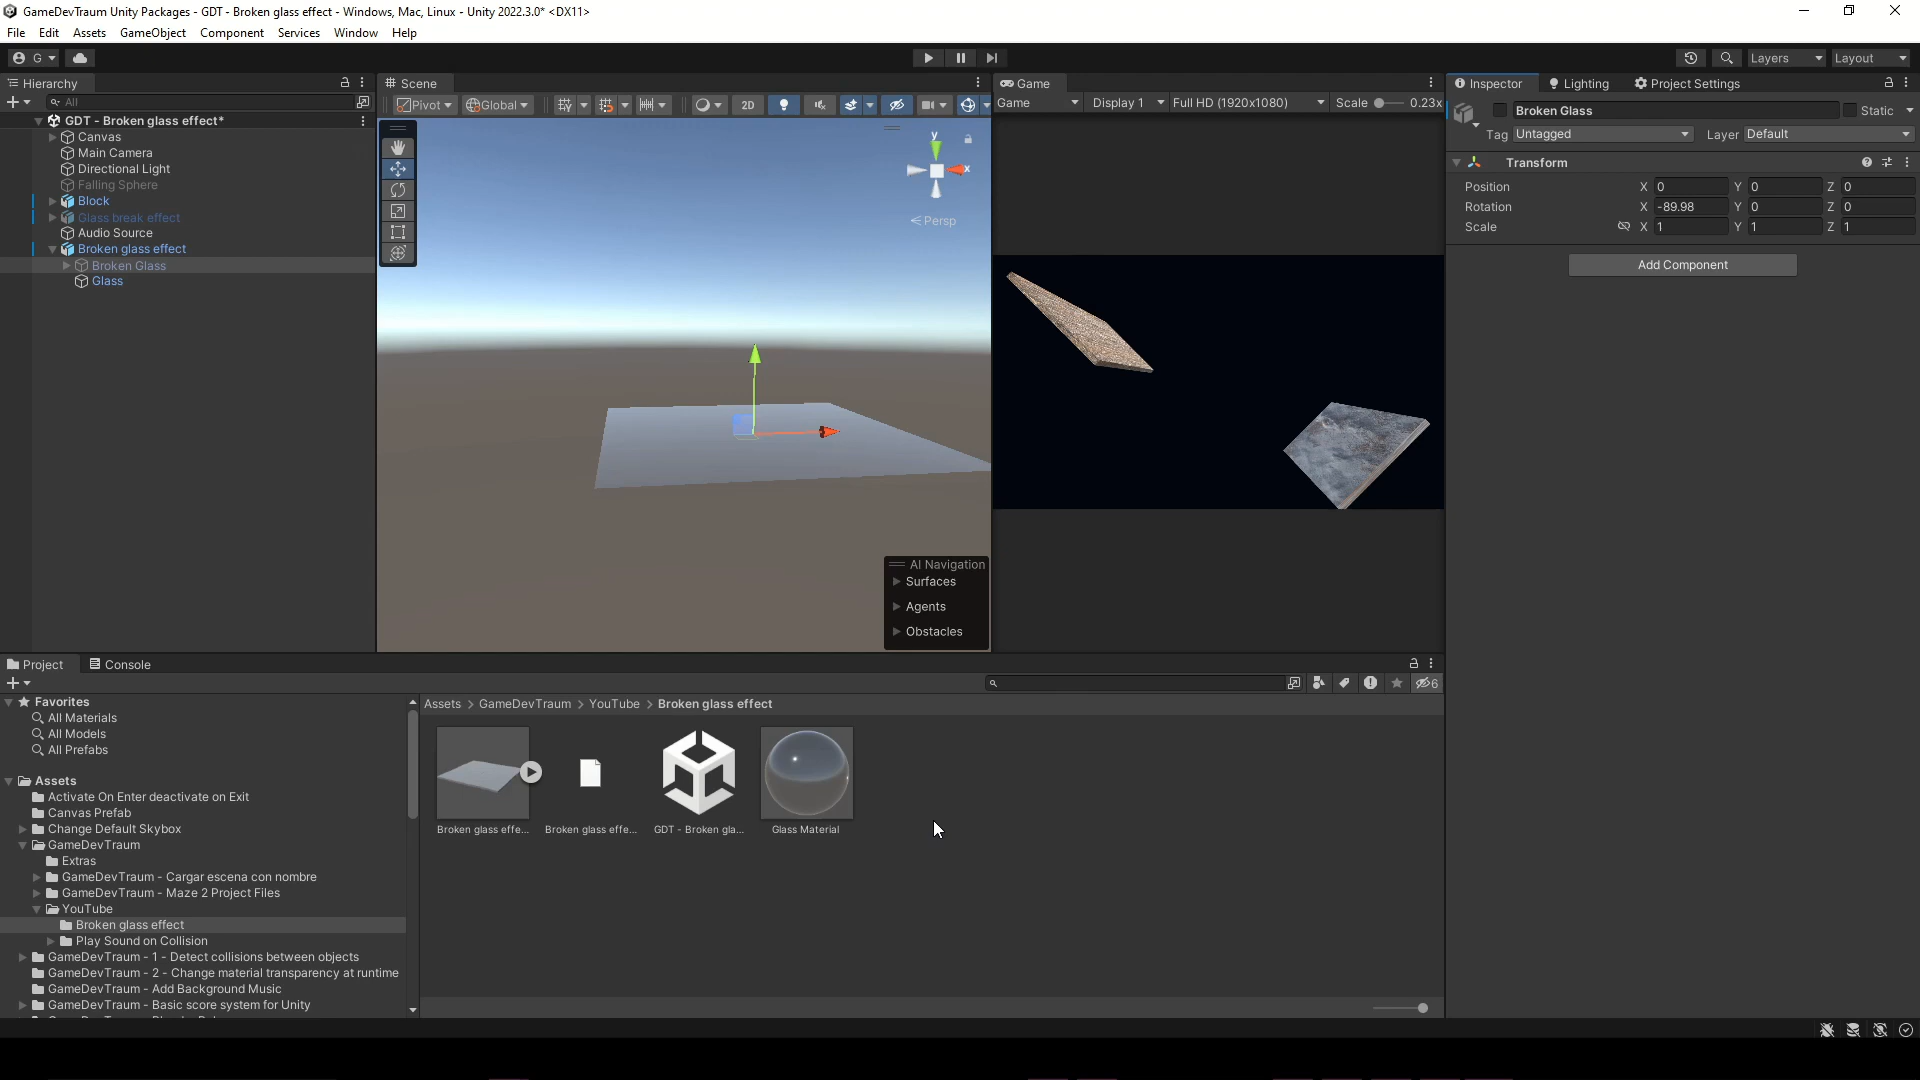 GameDevTraum Unity Packages - GDT - Broken glass effect - Windows, Mac, Linux - Unity 2022.3.0* <DX11>
File Edit Assets GameObject Component Services Window Help
G Layers Layout
Hierarchy
All
GDT - Broken glass effect*
Canvas
Main Camera
Directional Light
Falling Sphere
Block
Glass break effect
Audio Source
Broken glass effect
Broken Glass
Glass
Scene
Pivot Global 2D
y
x
Persp
AI Navigation
Surfaces
Agents
Obstacles
Game
Game Display 1 Full HD (1920x1080) Scale 0.23x
Inspector Lighting Project Settings
Broken Glass Static
Tag Untagged Layer Default
Transform
Position X 0 Y 0 Z 0
Rotation X -89.98 Y 0 Z 0
Scale X 1 Y 1 Z 1
Add Component
Project Console
6
Favorites
All Materials
All Models
All Prefabs
Assets
Activate On Enter deactivate on Exit
Canvas Prefab
Change Default Skybox
GameDevTraum
Extras
GameDevTraum - Cargar escena con nombre
GameDevTraum - Maze 2 Project Files
YouTube
Broken glass effect
Play Sound on Collision
GameDevTraum - 1 - Detect collisions between objects
GameDevTraum - 2 - Change material transparency at runtime
GameDevTraum - Add Background Music
GameDevTraum - Basic score system for Unity
Assets > GameDevTraum > YouTube > Broken glass effect
Broken glass effe... Broken glass effe... GDT - Broken gla... Glass Material